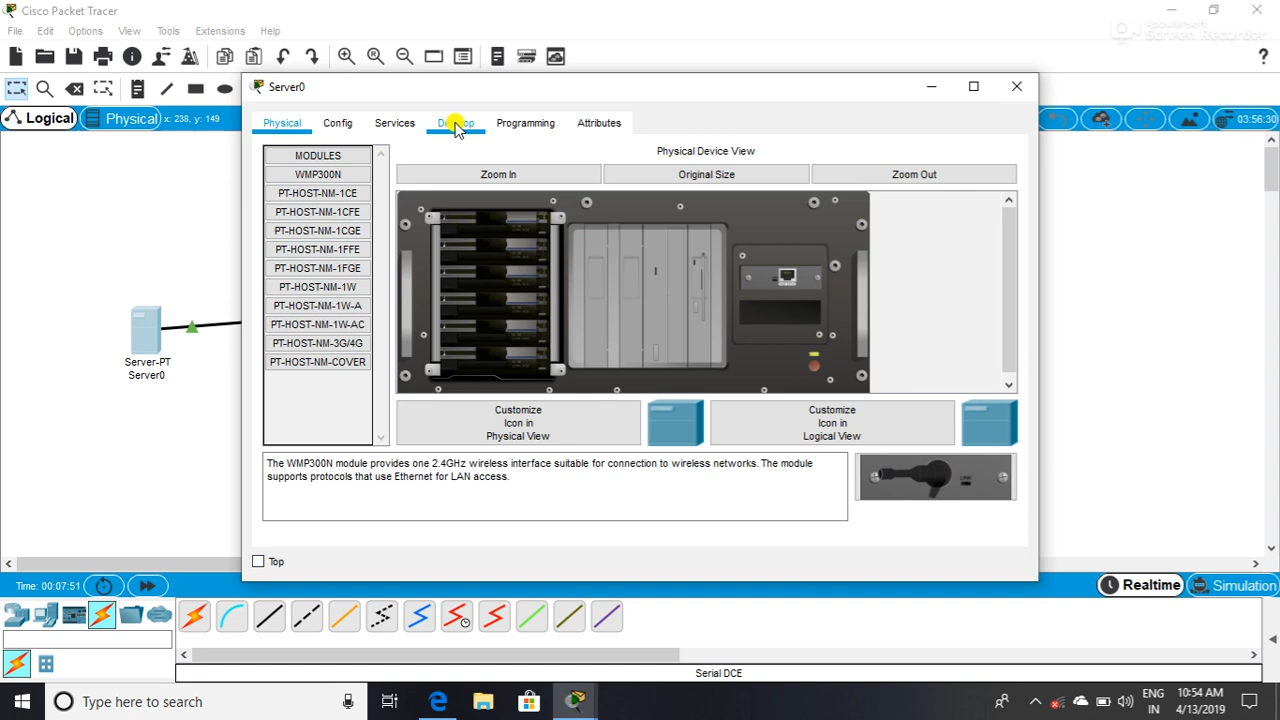 Cisco Packet Tracer
File Edit Options View Tools Extensions Help
Apowersoft
Screen Recorder
Server0
Logical
Physical x: 238, y: 149
03:56:30
Physical Config Services Desktop Programming Attributes
MODULES
WMP300N
PT-HOST-NM-1CE
PT-HOST-NM-1CFE
PT-HOST-NM-1CGE
PT-HOST-NM-1FFE
PT-HOST-NM-1FGE
PT-HOST-NM-1W
PT-HOST-NM-1W-A
PT-HOST-NM-1W-AC
PT-HOST-NM-3G/4G
PT-HOST-NM-COVER
Physical Device View
Zoom In Original Size Zoom Out
Customize
Icon in
Physical View
Customize
Icon in
Logical View
The WMP300N module provides one 2.4GHz wireless interface suitable for connection to wireless networks. The module
supports protocols that use Ethernet for LAN access.
LINK
Top
Server-PT
Server0
Time: 00:07:51
Realtime
Simulation
Serial DCE
Type here to search
ENG
IN
10:54 AM
4/13/2019